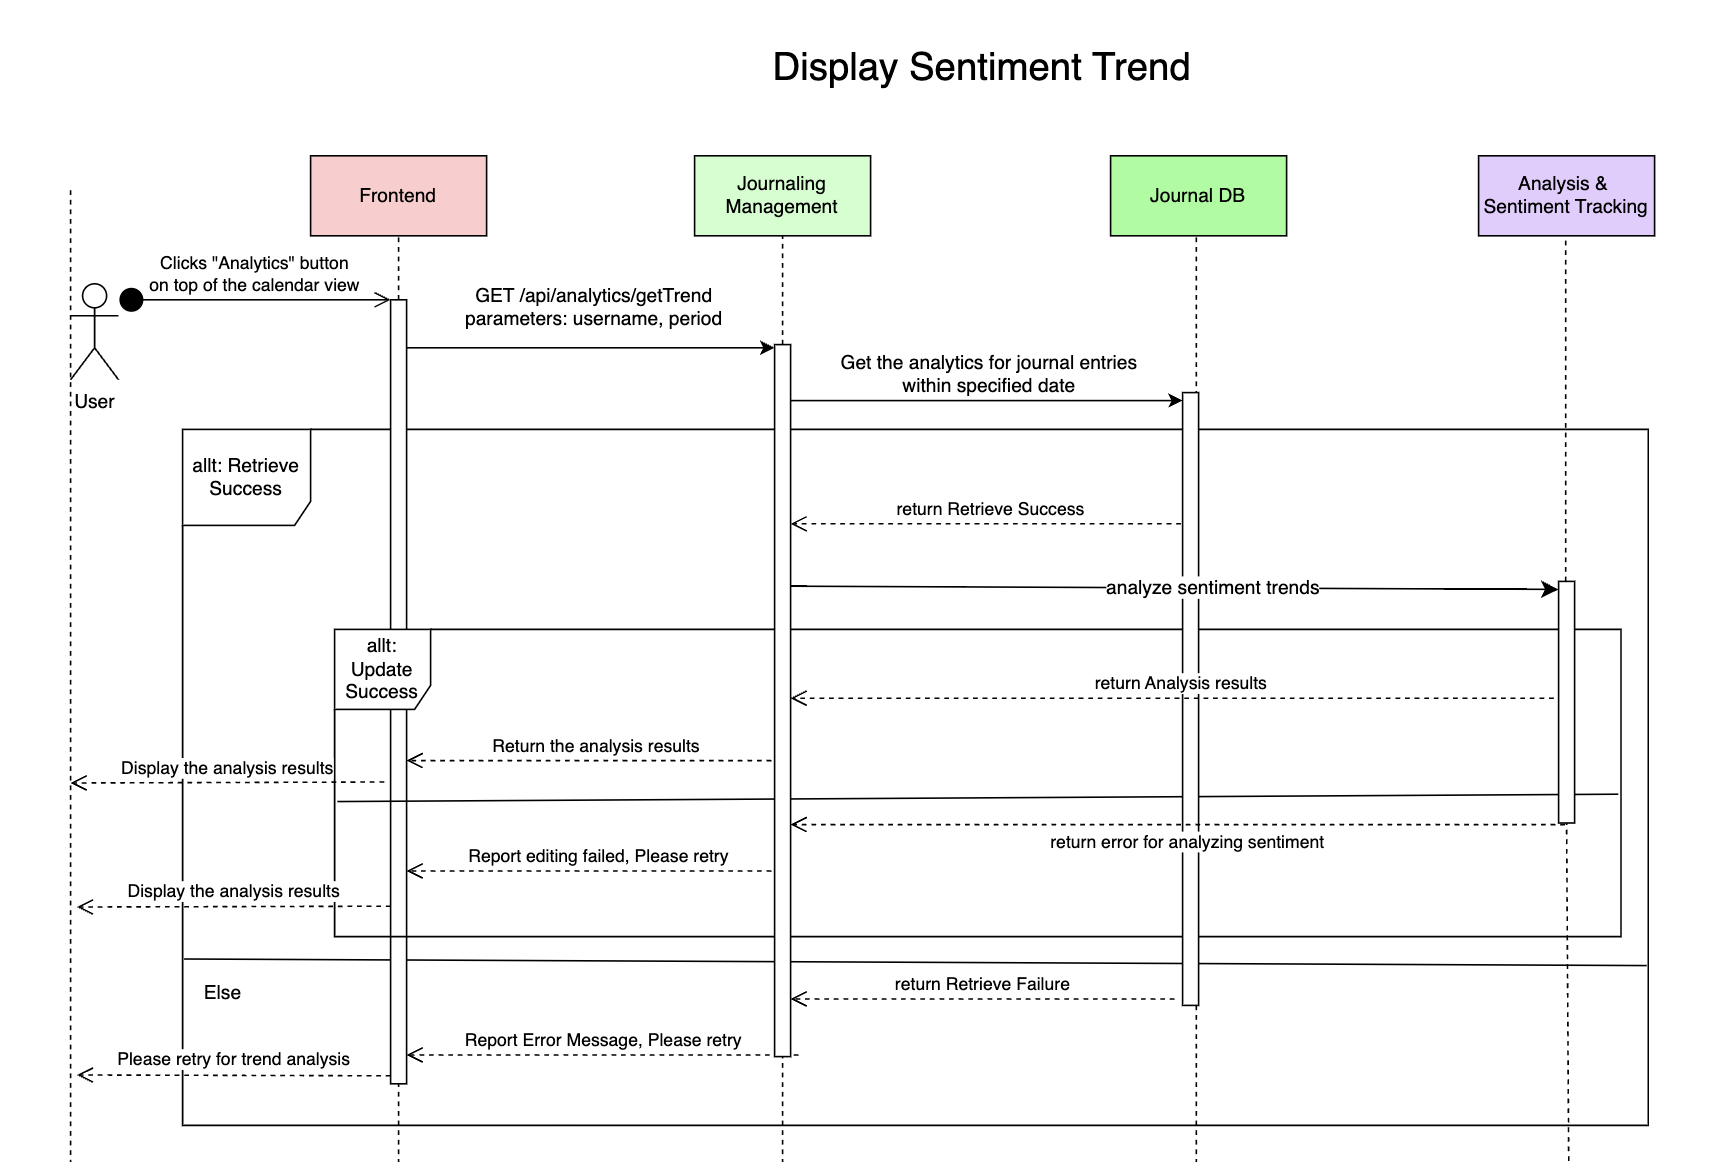 Display Sentiment Trend
Frontend
Journaling
Management
Journal DB
Analysis &
Sentiment Tracking
Clicks "Analytics" button
on top of the calendar view
User
GET /api/analytics/getTrend
parameters: username, period
Get the analytics for journal entries
within specified date
allt: Retrieve
Success
return Retrieve Success
analyze sentiment trends
allt:
Update
Success
return Analysis results
Return the analysis results
Display the analysis results
return error for analyzing sentiment
Report editing failed, Please retry
Display the analysis results
Else
return Retrieve Failure
Report Error Message, Please retry
Please retry for trend analysis